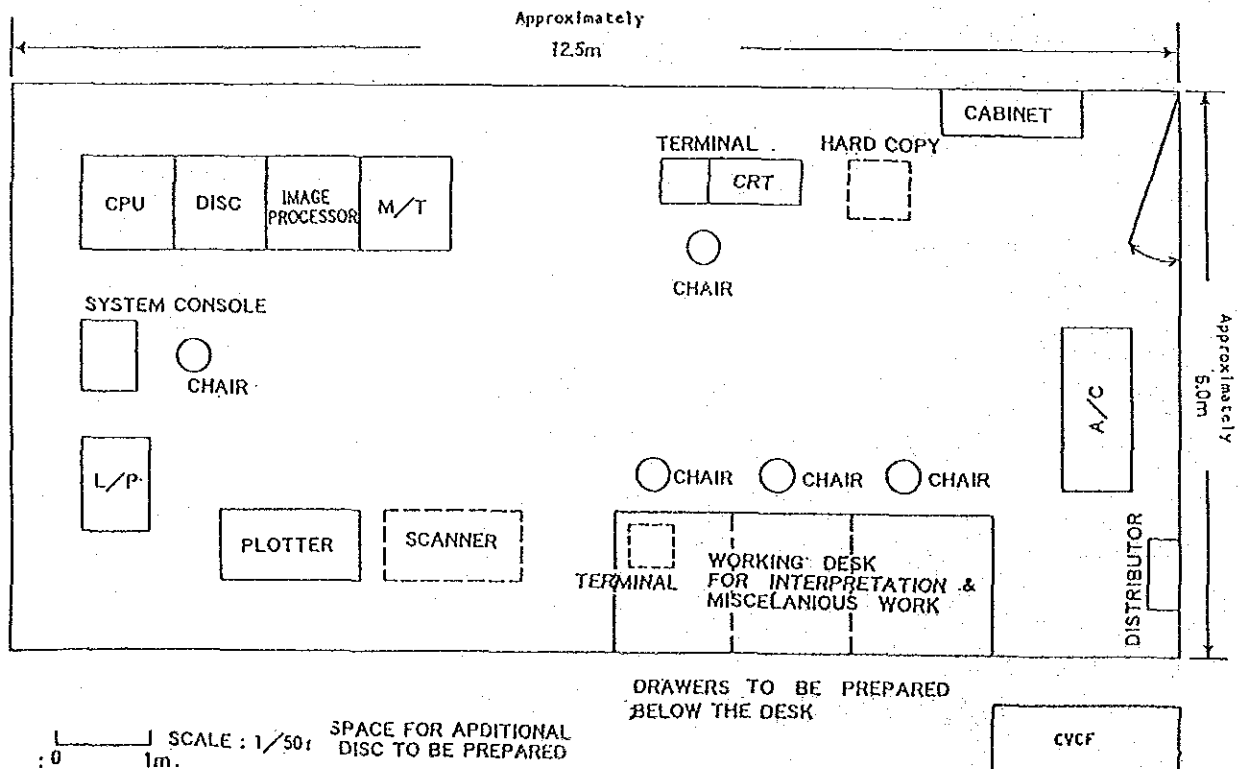 Approximately
12.5m
CABINET
TERMINAL
HARD COPY
CRT
CPU
DISC
IMAGE
PROCESSOR
M/T
CHAIR
SYSTEM CONSOLE
CHAIR
Approximately
6.0m
A/C
L/P
CHAIR
CHAIR
CHAIR
PLOTTER
SCANNER
TERMINAL
WORKING DESK
FOR INTERPRETATION &
MISCELANIOUS WORK
DISTRIBUTOR
DRAWERS TO BE PREPARED
BELOW THE DESK
0 1m.
SCALE : 1/50
SPACE FOR APDITIONAL
DISC TO BE PREPARED
CYCF